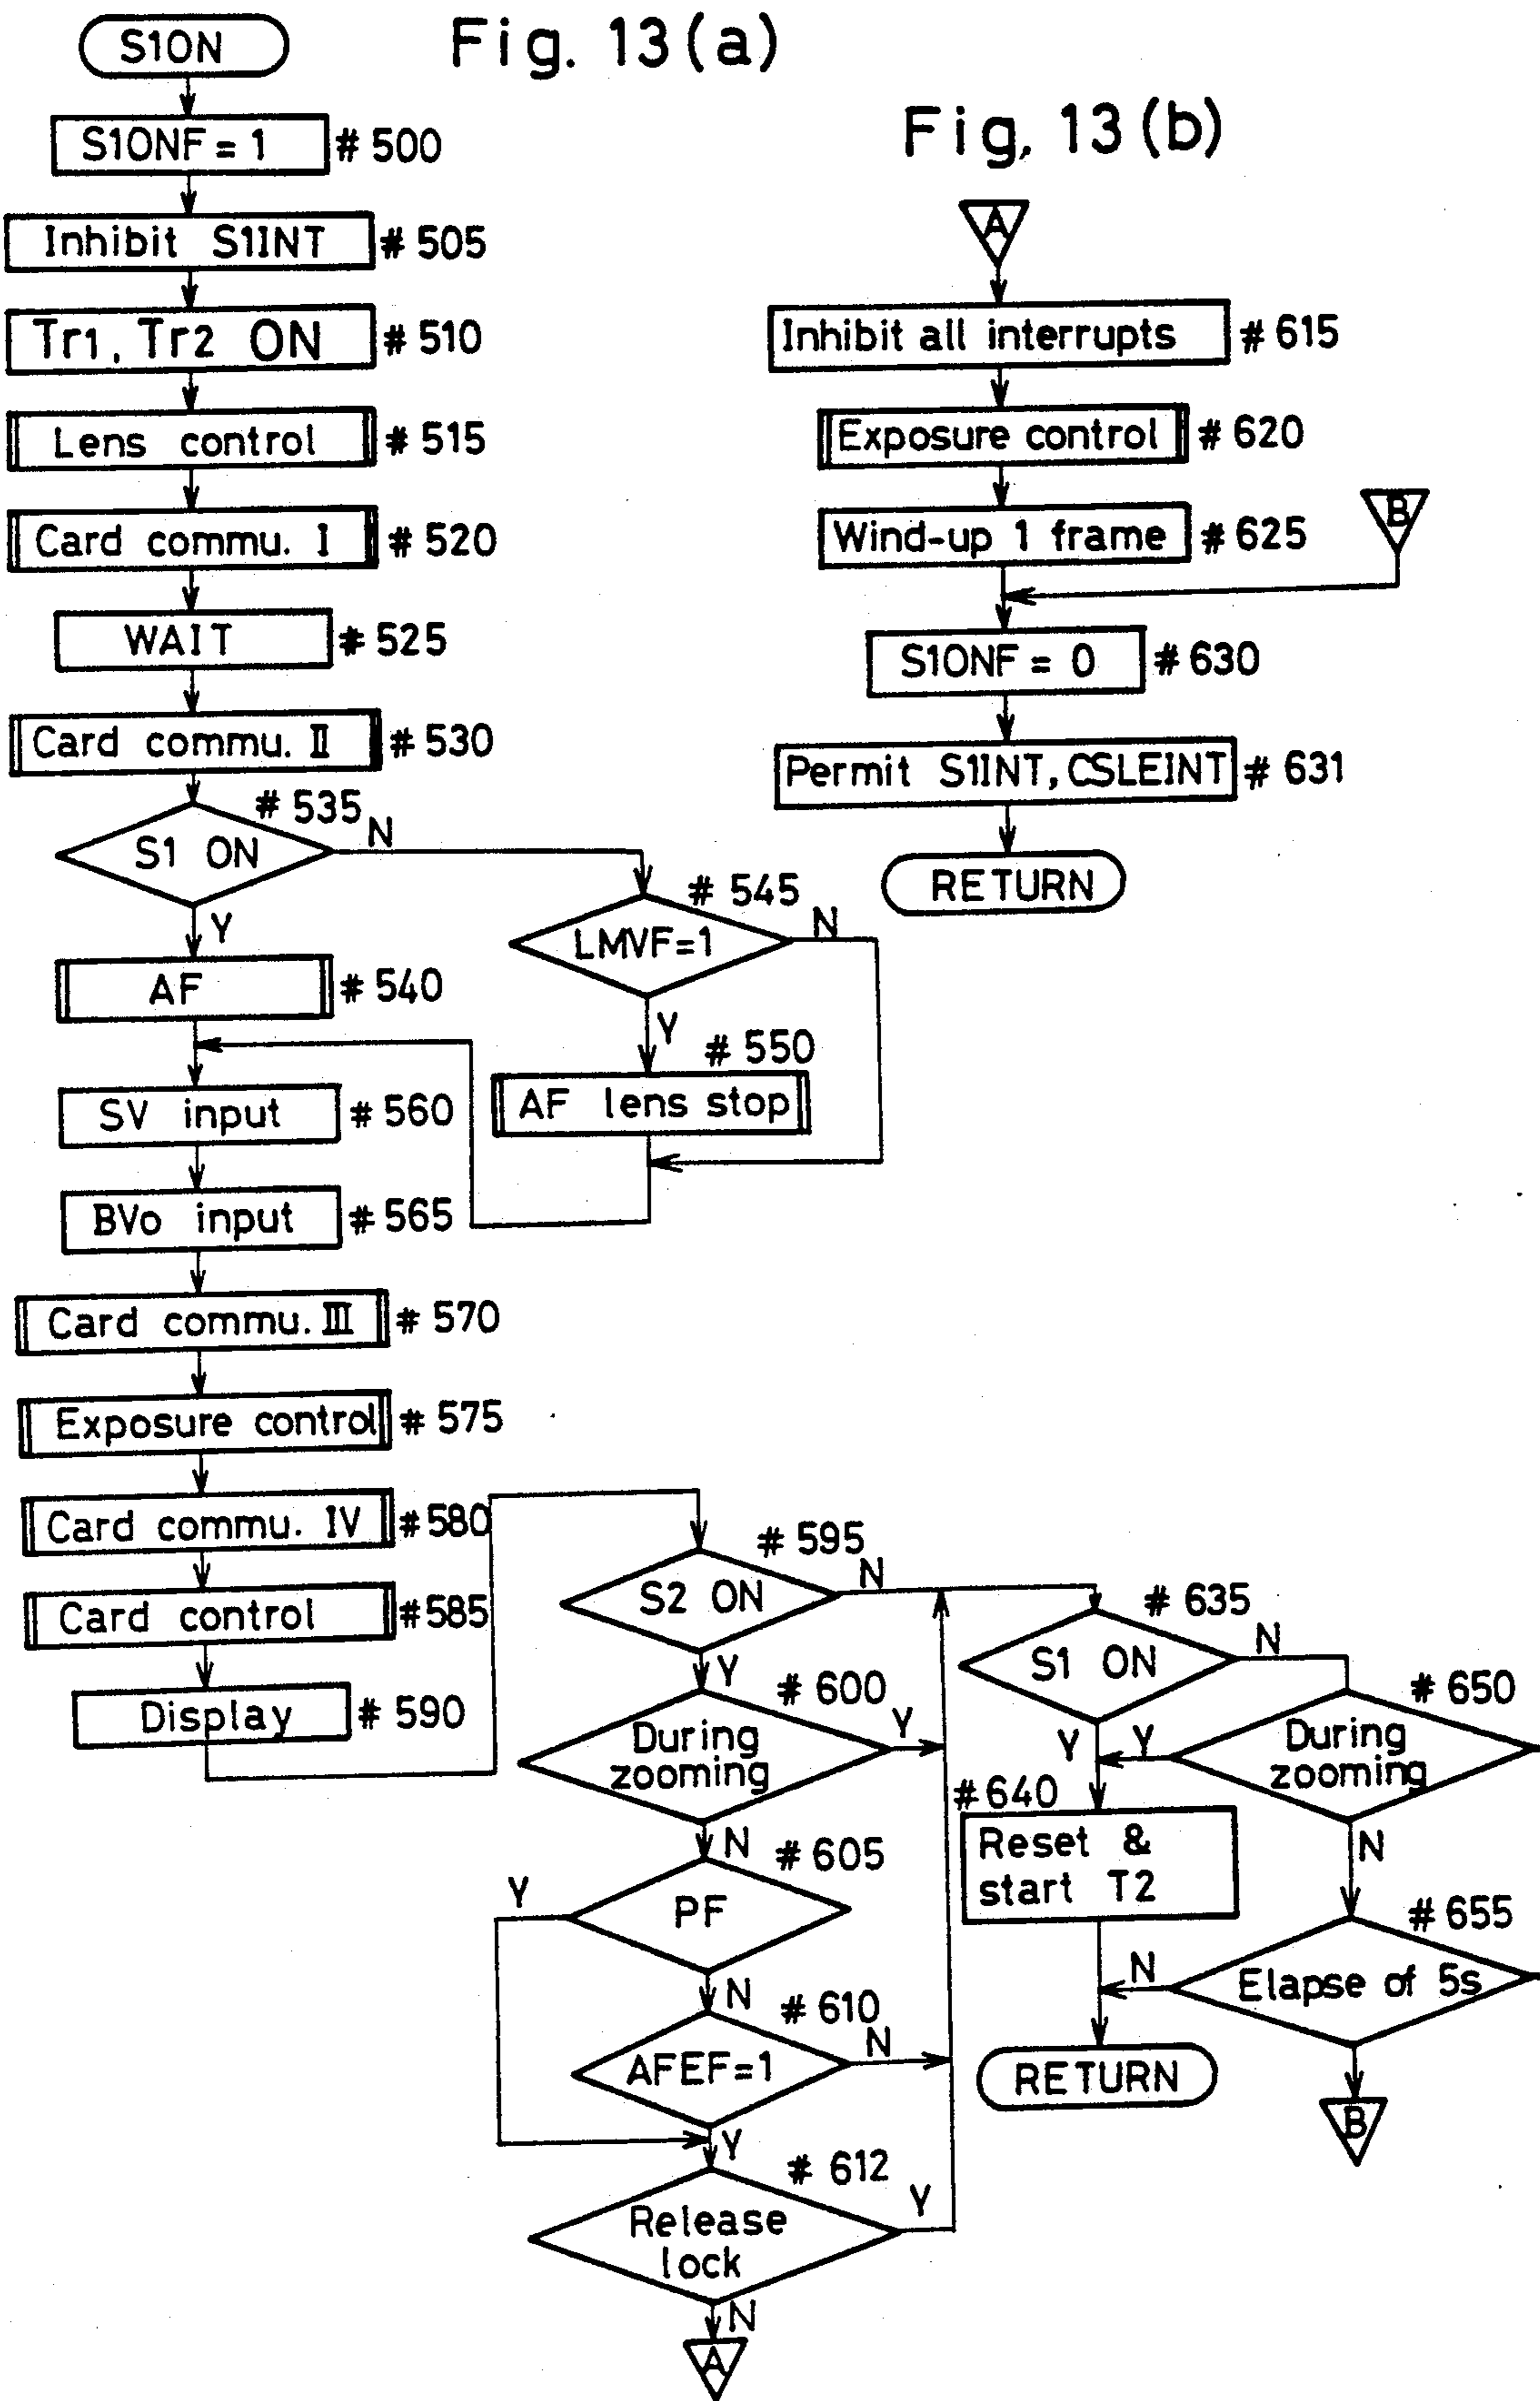 Fig. 13(a)
S1ON
S1ONF = 1 # 500
Inhibit S1INT # 505
Tr1, Tr2 ON # 510
Lens control # 515
Card commu. I # 520
WAIT # 525
Card commu. II # 530
# 535
S1 ON
N
Y
# 545
LMVF=1
N
Y
AF # 540
# 550
AF lens stop
SV input # 560
BVo input # 565
Card commu. III # 570
Exposure control # 575
Card commu. IV # 580
Card control # 585
Display # 590
# 595
S2 ON
N
Y
# 600
During
zooming
Y
N
# 605
PF
Y
N
# 610
AFEF=1
N
Y
# 612
Release
lock
Y
N
A
# 635
S1 ON
N
Y
# 650
During
zooming
Y
N
# 640
Reset &
start T2
# 655
Elapse of 5s
N
RETURN
B
Fig, 13(b)
A
Inhibit all interrupts # 615
Exposure control # 620
Wind-up 1 frame # 625
B
S1ONF = 0 # 630
Permit S1INT, CSLEINT # 631
RETURN